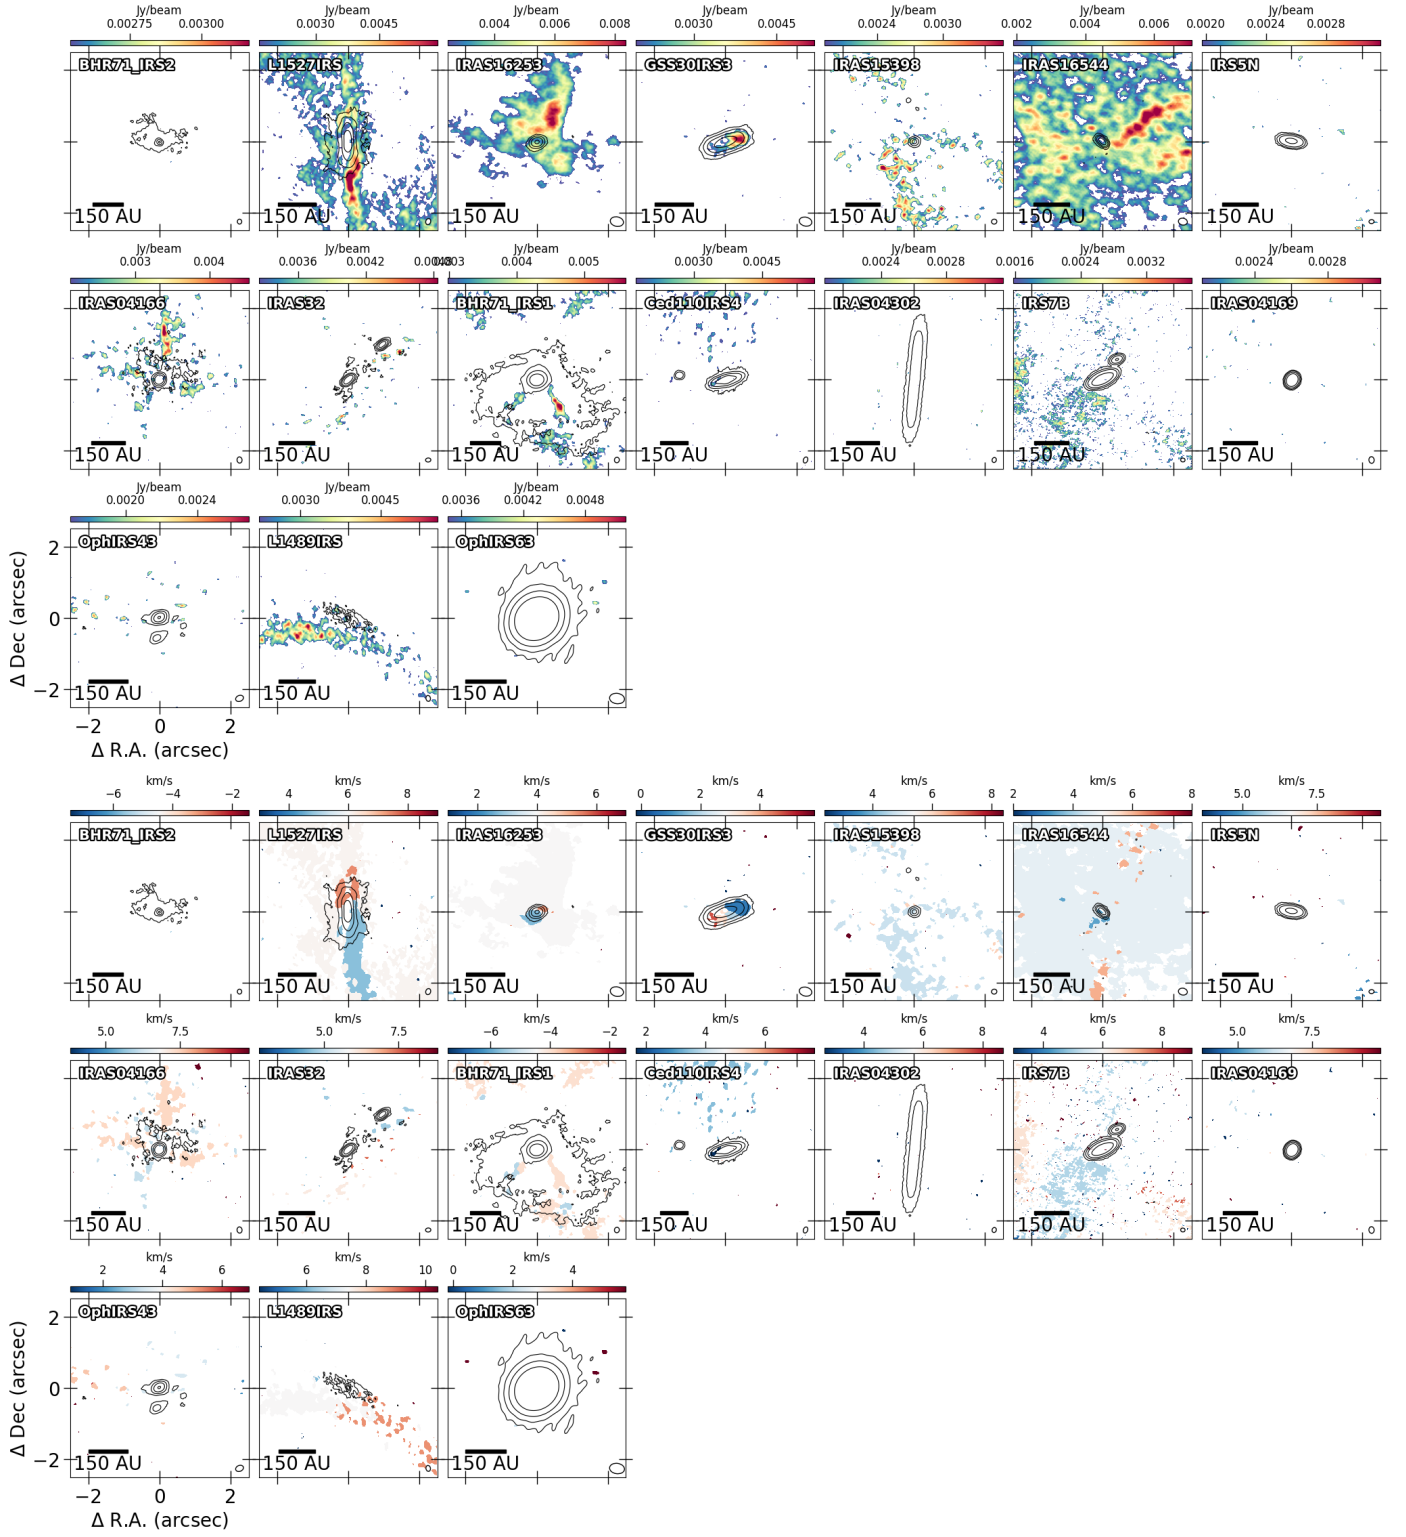 Jy/beam Jy/beam Jy/beam Jy/beam Jy/beam Jy/beam Jy/beam
0.00275 0.00300 0.0030 0.0045 0.004 0.006 0.008 0.0030 0.0045 0.0024 0.0030 0.002 0.004 0.006 0.0020 0.0024 0.0028
BHR71_IRS2 L1527IRS IRAS16253 GSS30IRS3 IRAS15398 IRAS16544 IRS5N
150 AU 150 AU 150 AU 150 AU 150 AU 150 AU 150 AU
Jy/beam Jy/beam Jy/beam Jy/beam Jy/beam Jy/beam Jy/beam
0.003 0.004 0.0036 0.0042 0.004 0.005 0.0030 0.0045 0.0024 0.0028 0.0016 0.0024 0.0032 0.0024 0.0028
IRAS04166 IRAS32 BHR71_IRS1 Ced110IRS4 IRAS04302 IRS7B IRAS04169
150 AU 150 AU 150 AU 150 AU 150 AU 150 AU 150 AU
Jy/beam Jy/beam Jy/beam
0.0020 0.0024 0.0030 0.0045 0.0036 0.0042 0.0048
OphIRS43 L1489IRS OphIRS63
2
0
−2
Δ Dec (arcsec)
150 AU 150 AU 150 AU
−2 0 2
Δ R.A. (arcsec)
km/s km/s km/s km/s km/s km/s km/s
−6 −4 −2 4 6 8 2 4 6 0 2 4 4 6 8 2 4 6 8 5.0 7.5
BHR71_IRS2 L1527IRS IRAS16253 GSS30IRS3 IRAS15398 IRAS16544 IRS5N
150 AU 150 AU 150 AU 150 AU 150 AU 150 AU 150 AU
km/s km/s km/s km/s km/s km/s km/s
5.0 7.5 5.0 7.5 −6 −4 −2 2 4 6 4 6 8 4 6 8 5.0 7.5
IRAS04166 IRAS32 BHR71_IRS1 Ced110IRS4 IRAS04302 IRS7B IRAS04169
150 AU 150 AU 150 AU 150 AU 150 AU 150 AU 150 AU
km/s km/s km/s
2 4 6 6 8 10 0 2 4
OphIRS43 L1489IRS OphIRS63
2
0
−2
Δ Dec (arcsec)
150 AU 150 AU 150 AU
−2 0 2
Δ R.A. (arcsec)